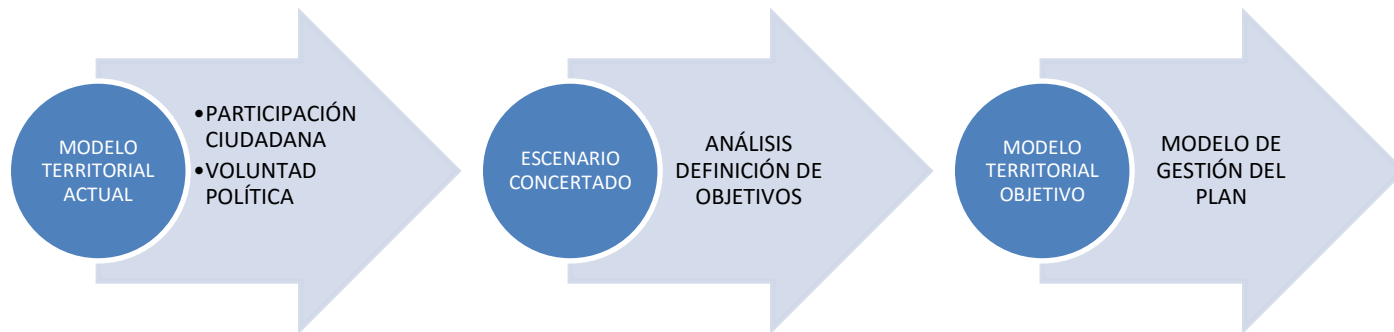 MODELO
TERRITORIAL
ACTUAL
•PARTICIPACIÓN
CIUDADANA
•VOLUNTAD
POLÍTICA
ESCENARIO
CONCERTADO
ANÁLISIS
DEFINICIÓN DE
OBJETIVOS
MODELO
TERRITORIAL
OBJETIVO
MODELO DE
GESTIÓN DEL
PLAN